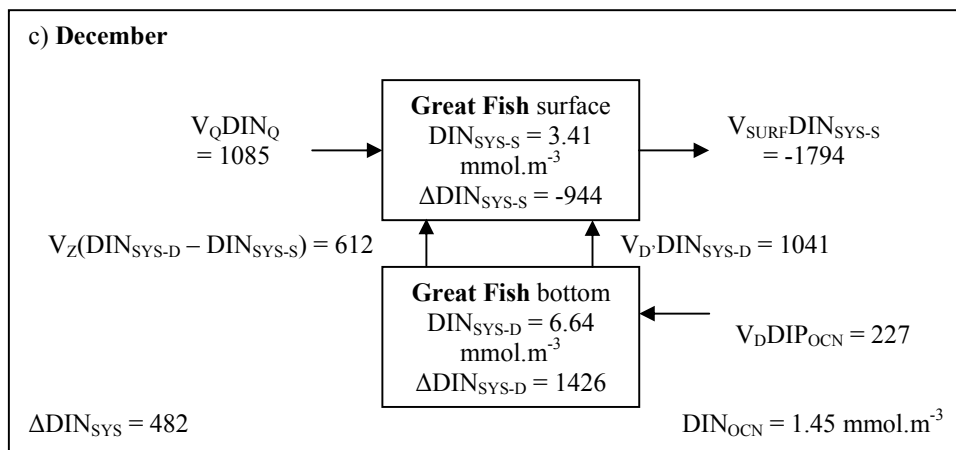 c) December
Great Fish surface
DIN_SYS-S = 3.41
mmol.m⁻³
ΔDIN_SYS-S = -944
V_QDIN_Q
= 1085
V_SURFDIN_SYS-S
= -1794
V_Z(DIN_SYS-D – DIN_SYS-S) = 612
V_D'DIN_SYS-D = 1041
Great Fish bottom
DIN_SYS-D = 6.64
mmol.m⁻³
ΔDIN_SYS-D = 1426
V_DDIP_OCN = 227
ΔDIN_SYS = 482
DIN_OCN = 1.45 mmol.m⁻³